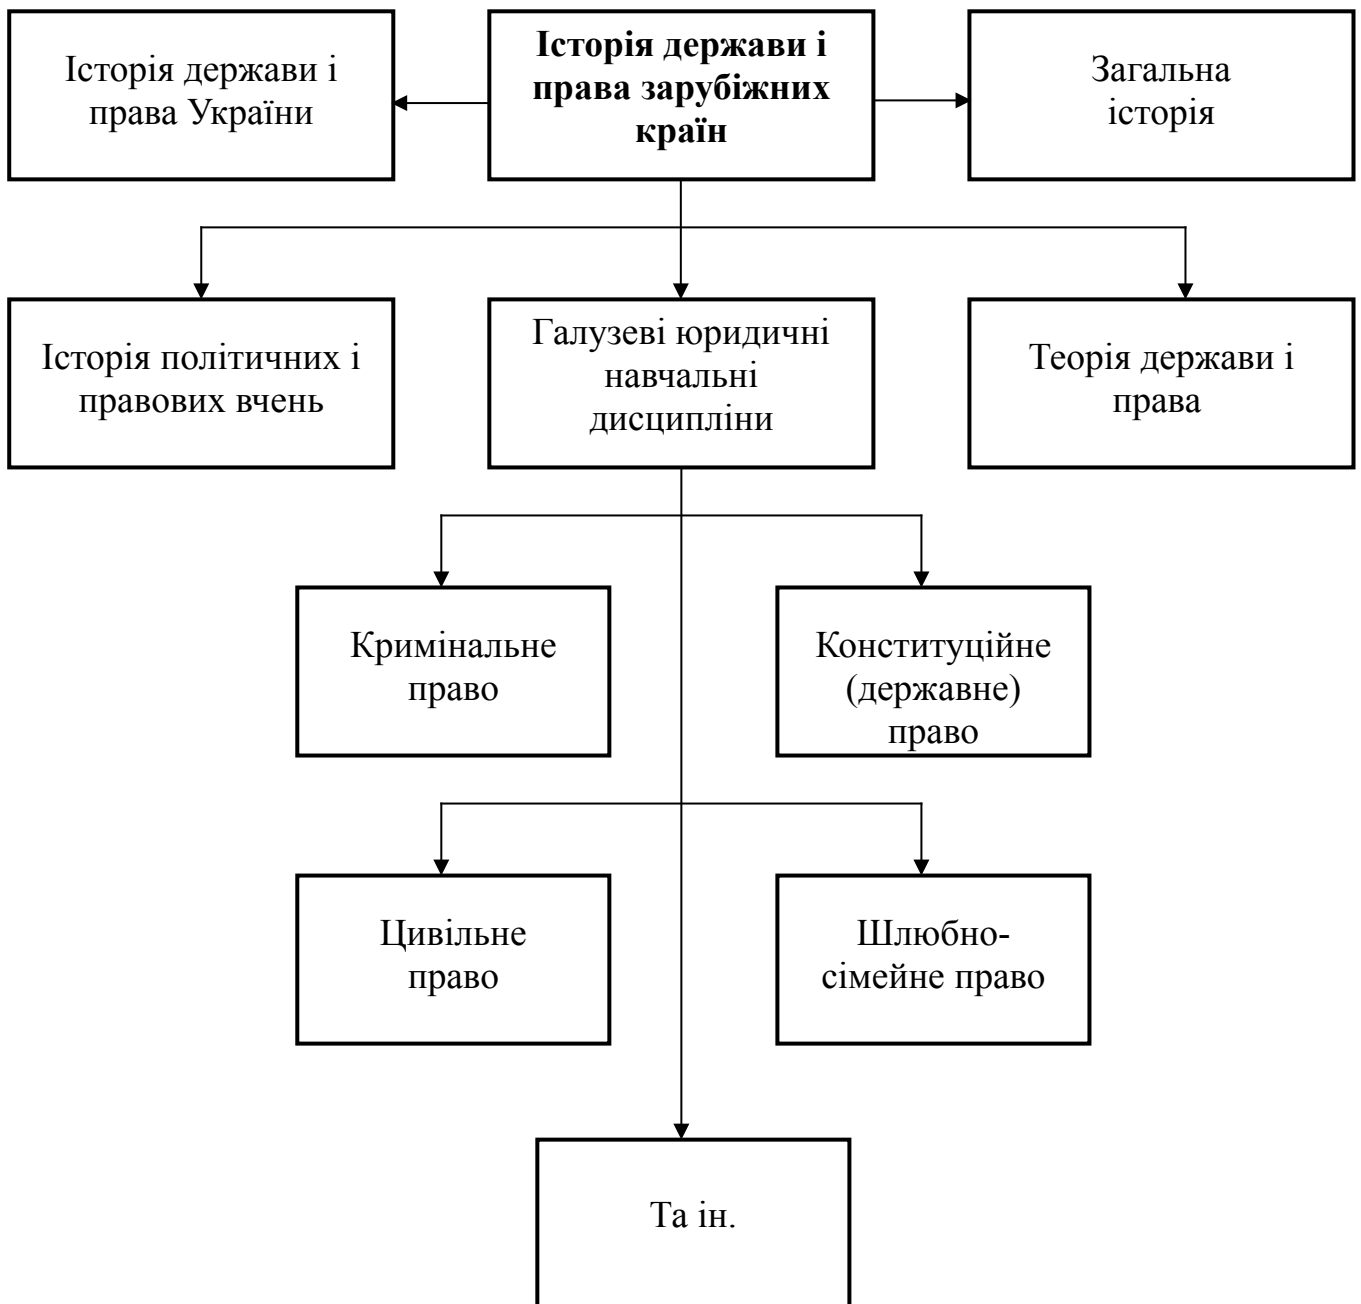 Історія держави і
права України
Історія держави і
права зарубіжних
країн
Загальна
історія
Історія політичних і
правових вчень
Галузеві юридичні
навчальні
дисципліни
Теорія держави і
права
Кримінальне
право
Конституційне
(державне)
право
Цивільне
право
Шлюбно-
сімейне право
Та ін.